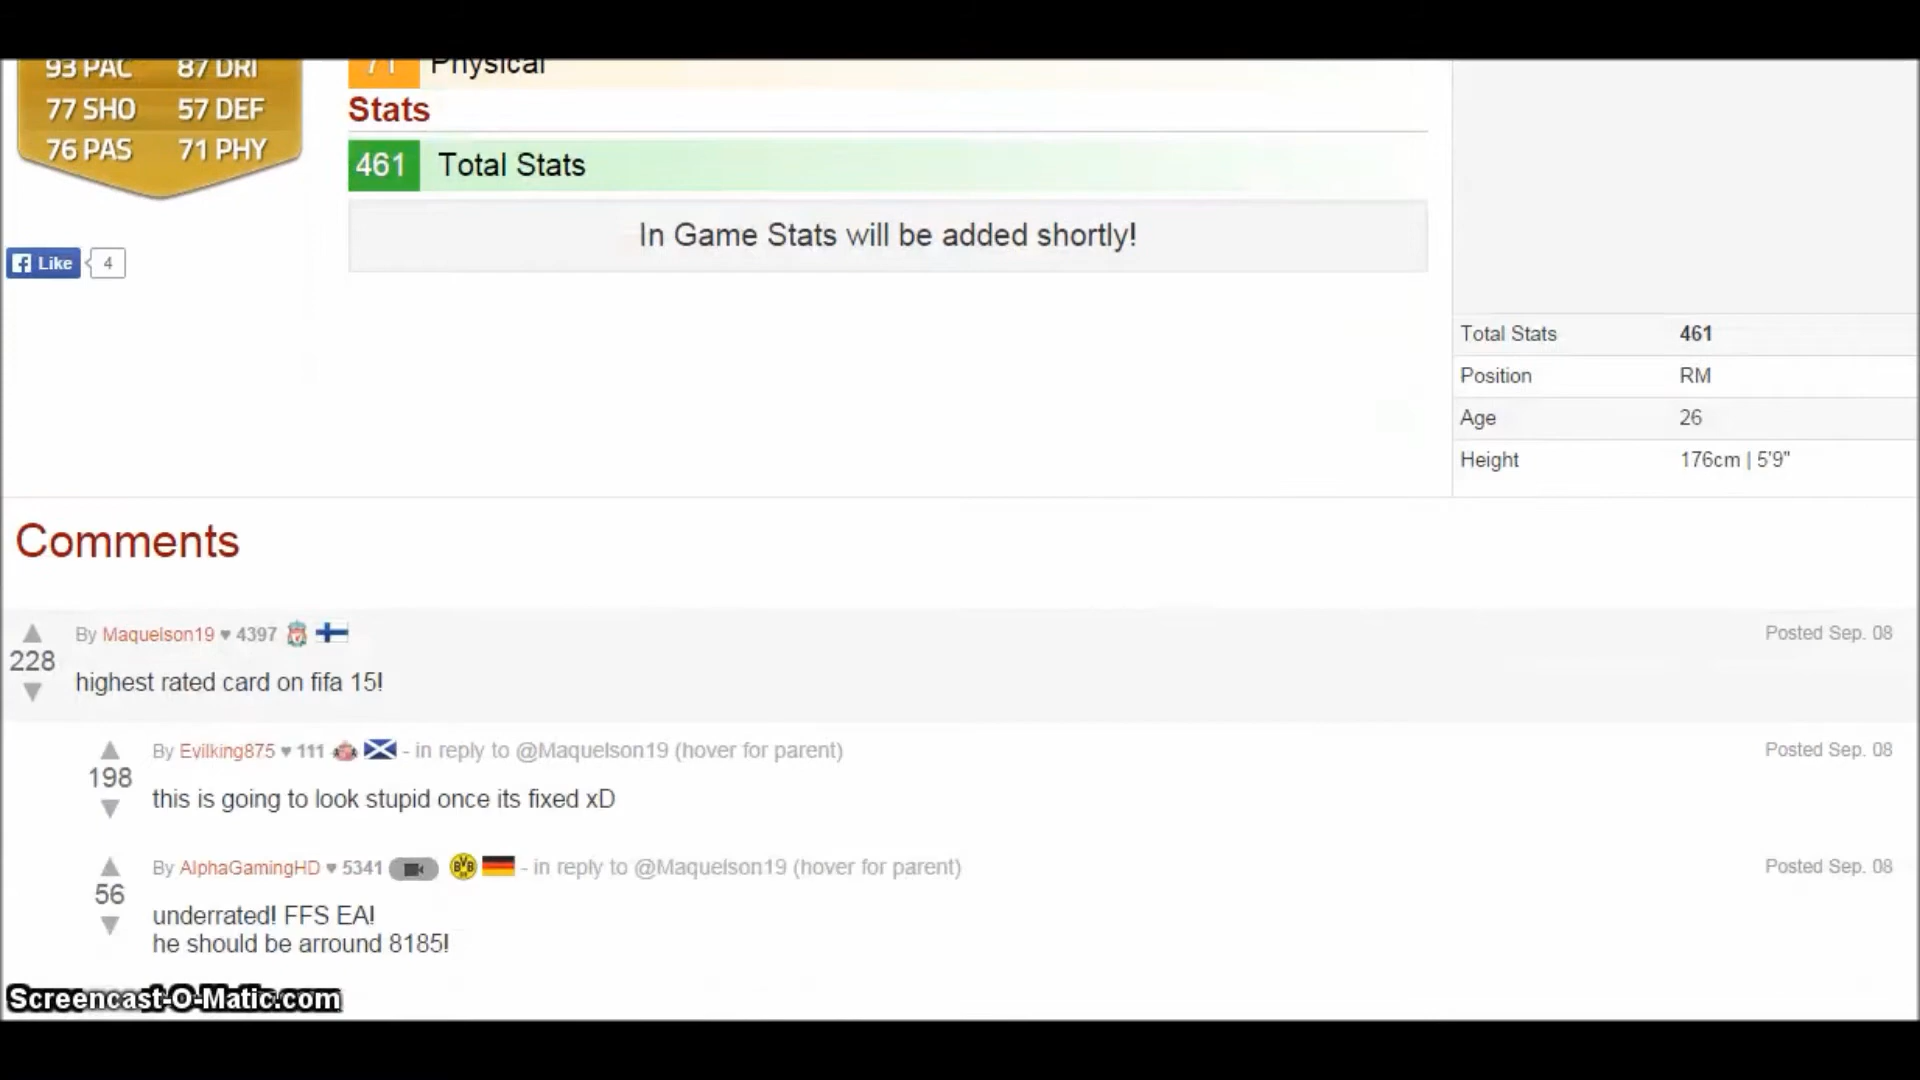 93 PAC 87 DRI
77 SHO 57 DEF
76 PAS 71 PHY
Like 4
71 Physical
Stats
461 Total Stats
In Game Stats will be added shortly!
Total Stats 461
Position RM
Age 26
Height 176cm | 5'9"
Comments
228
By Maquelson19 ♥ 4397
Posted Sep. 08
highest rated card on fifa 15!
198
By Evilking875 ♥ 111 - in reply to @Maquelson19 (hover for parent)
Posted Sep. 08
this is going to look stupid once its fixed xD
56
By AlphaGamingHD ♥ 5341 BVB - in reply to @Maquelson19 (hover for parent)
Posted Sep. 08
underrated! FFS EA!
he should be arround 8185!
Screencast-O-Matic.com